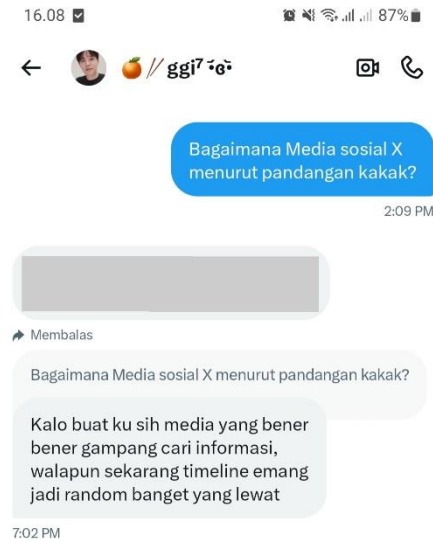 16.08 87%
🍊🥢ggi⁷
Bagaimana Media sosial X
menurut pandangan kakak?
2:09 PM
Membalas
Bagaimana Media sosial X menurut pandangan kakak?
Kalo buat ku sih media yang bener
bener gampang cari informasi,
walapun sekarang timeline emang
jadi random banget yang lewat
7:02 PM